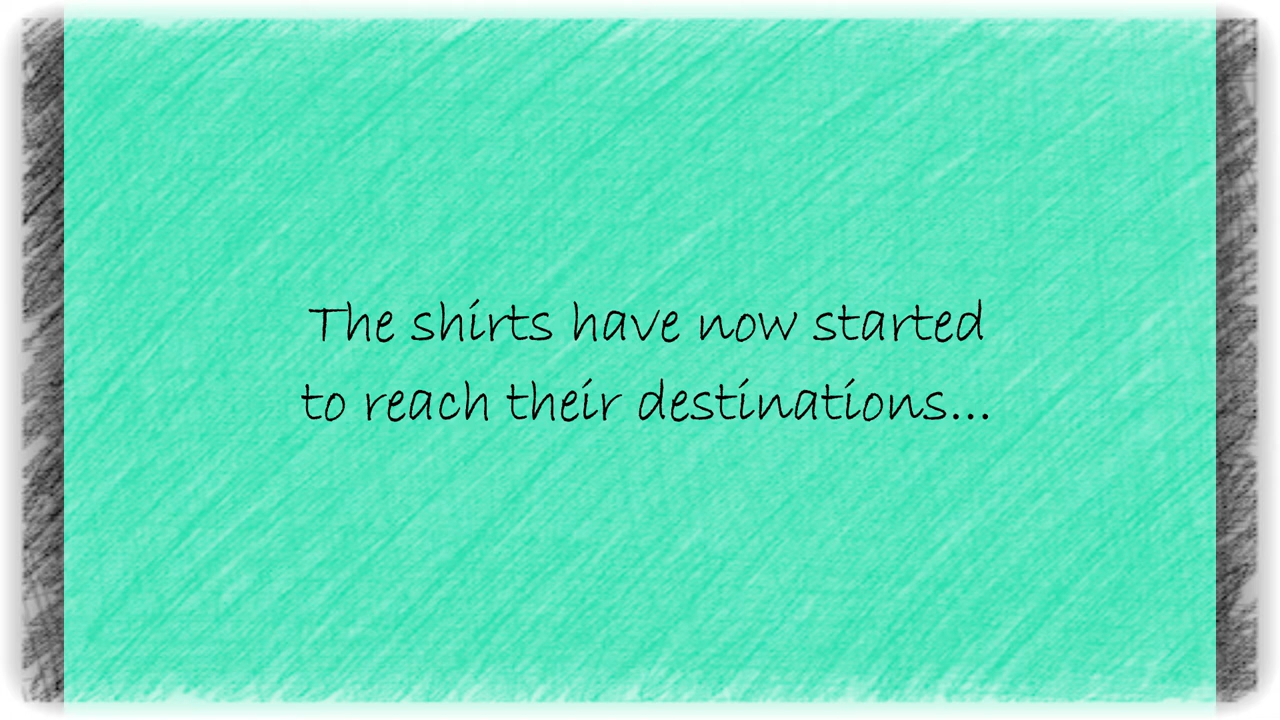 The shirts have now started
to reach their destinations...